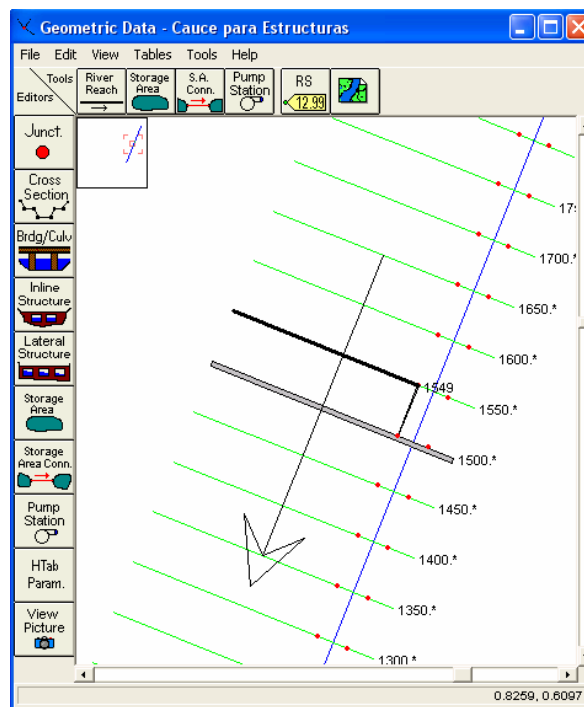 Geometric Data - Cauce para Estructuras
File Edit View Tools Help
Tools
Editors
River
Reach
Storage
Area
S.A.
Conn.
Pump
Station
RS
12.99
Junct.
Cross
Section
Brdg/Culv
Inline
Structure
Lateral
Structure
Storage
Area
Storage
Area Conn.
Pump
Station
HTab
Param.
View
Picture
1700.*
1650.*
1600.*
1549
1550.*
1500.*
1450.*
1400.*
1350.*
1300.*
0.8259, 0.6097